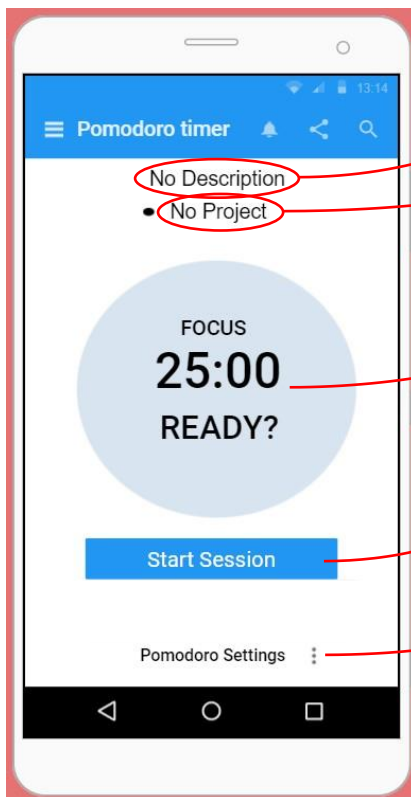 13:14
Pomodoro timer
No Description
No Project
FOCUS
25:00
READY?
Start Session
Pomodoro Settings